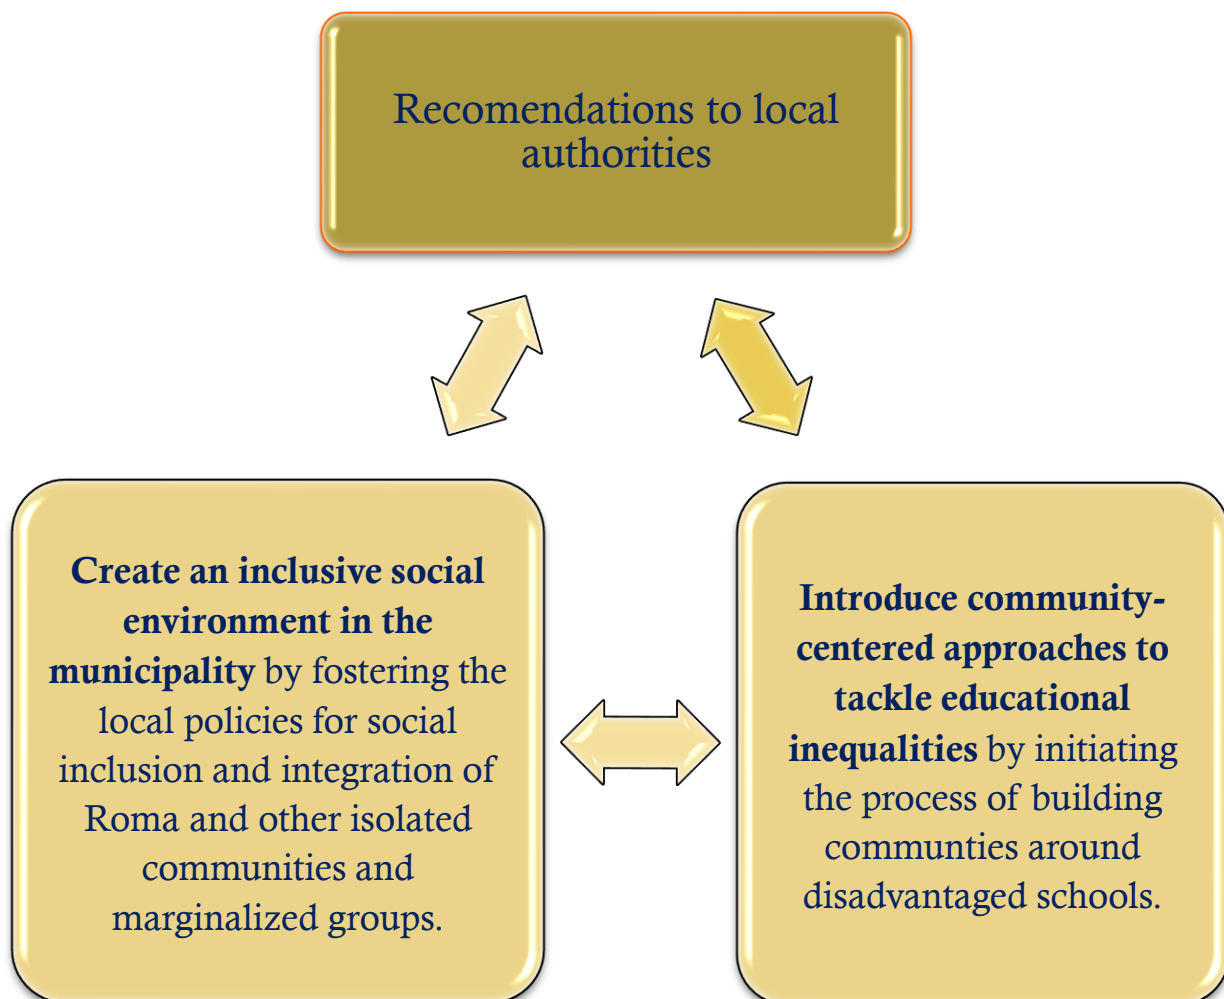 Recomendations to local
authorities
Create an inclusive social
environment in the
municipality by fostering the
local policies for social
inclusion and integration of
Roma and other isolated
communities and
marginalized groups.
Introduce community-
centered approaches to
tackle educational
inequalities by initiating
the process of building
communties around
disadvantaged schools.